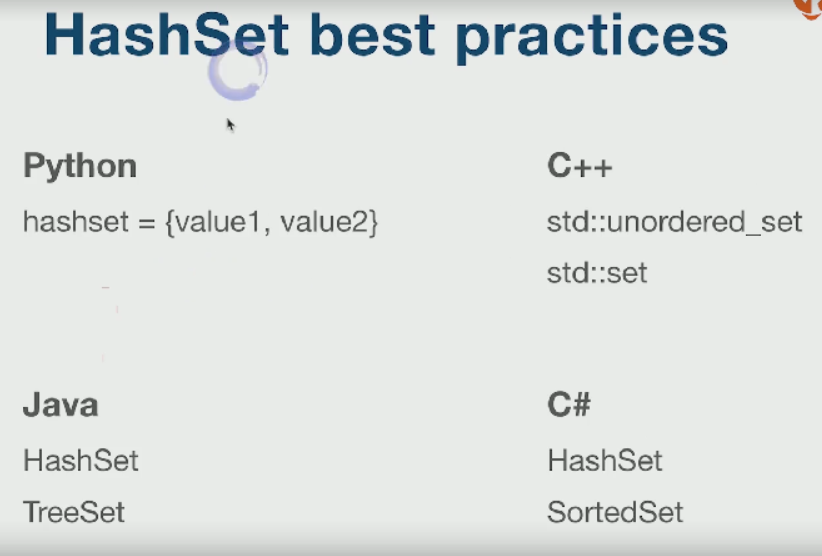 HashSet best practices
Python
hashset = {value1, value2}
C++
std::unordered_set
std::set
Java
HashSet
TreeSet
C#
HashSet
SortedSet